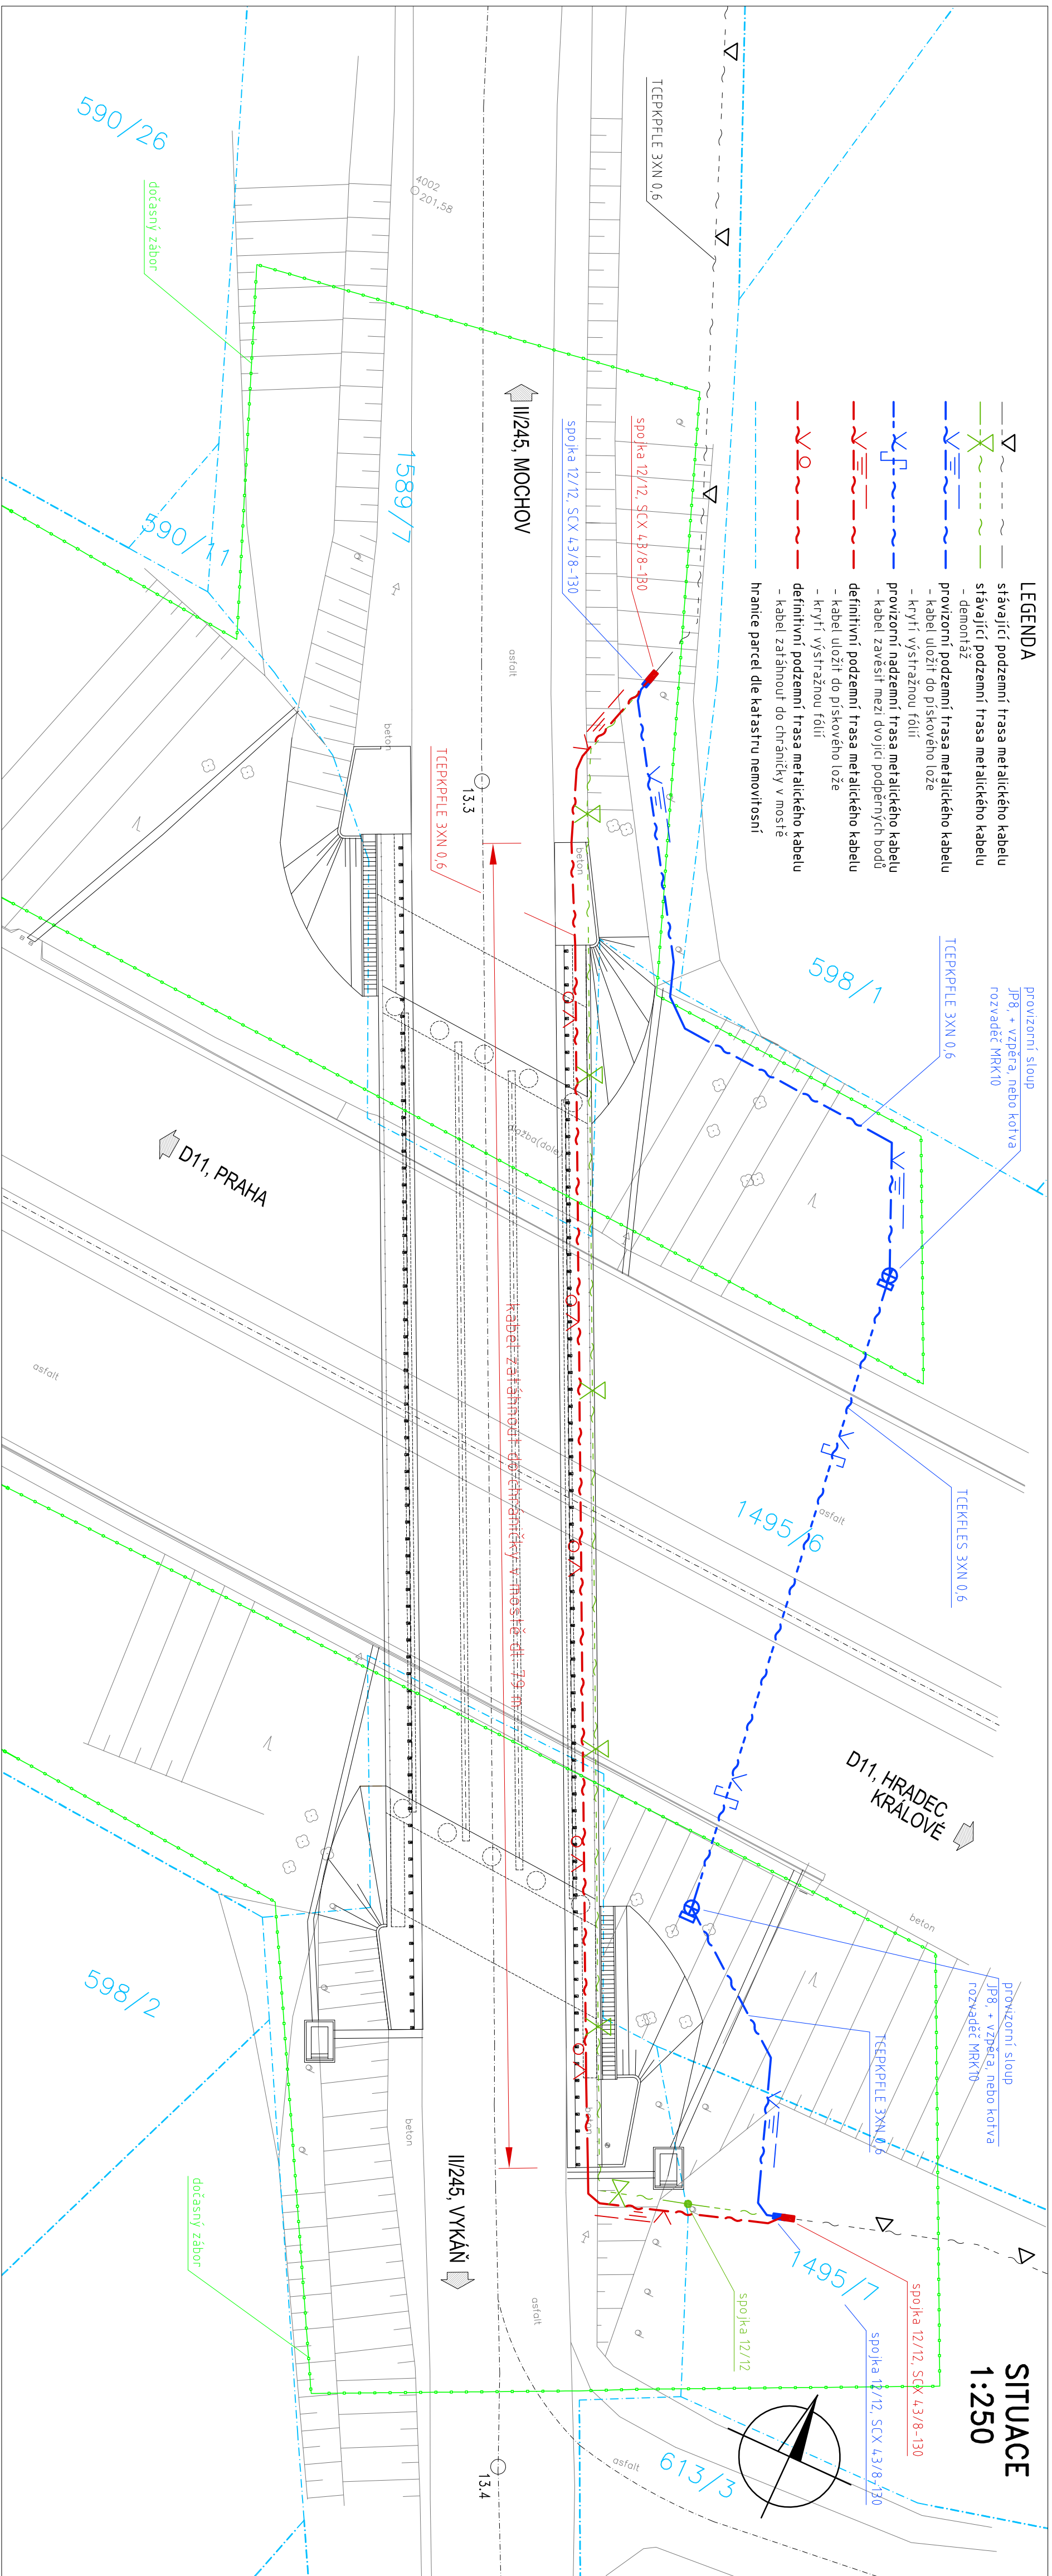 SITUACE
1:250
LEGENDA
stávající podzemní trasa metalického kabelu
stávající podzemní trasa metalického kabelu
- demontáž
provizorní podzemní trasa metalického kabelu
- kabel uložit do pískového lože
- krytí výstražnou fólií
provizorní nadzemní trasa metalického kabelu
- kabel zavěsit mezi dvojici podpěrných bodů
definitivní podzemní trasa metalického kabelu
- kabel uložit do pískového lože
- krytí výstražnou fólií
definitivní podzemní trasa metalického kabelu
- kabel zatáhnout do chráničky v mostě
hranice parcel dle katastru nemovitosní
TCEPKPFLE 3XN 0,6
provizorní sloup
JP8, + vzpěra, nebo kotva
rozvaděč MRK10
TCEPKPFLE 3XN 0,6
598/1
TCEKFLES 3XN 0,6
asfalt
1495/6
D11, HRADEC
KRÁLOVÉ
beton
provizorní sloup
JP8, + vzpěra, nebo kotva
rozvaděč MRK10
TCEPKPFLE 3XN 0,6
1495/7
spojka 12/12, SCX 43/8-130
spojka 12/12, SCX 43/8-130
spojka 12/12
613/3
asfalt
spojka 12/12, SCX 43/8-130
spojka 12/12, SCX 43/8-130
II/245, MOCHOV
asfalt
beton
dlažba(dole)
kabel zatáhnout do chráničky v mostě dl. 79 m
beton
asfalt
4002
201,58
13.3
TCEPKPFLE 3XN 0,6
13.4
II/245, VYKÁŇ
1589/7
beton
beton
590/26
dočasný zábor
590/11
D11, PRAHA
asfalt
598/2
dočasný zábor